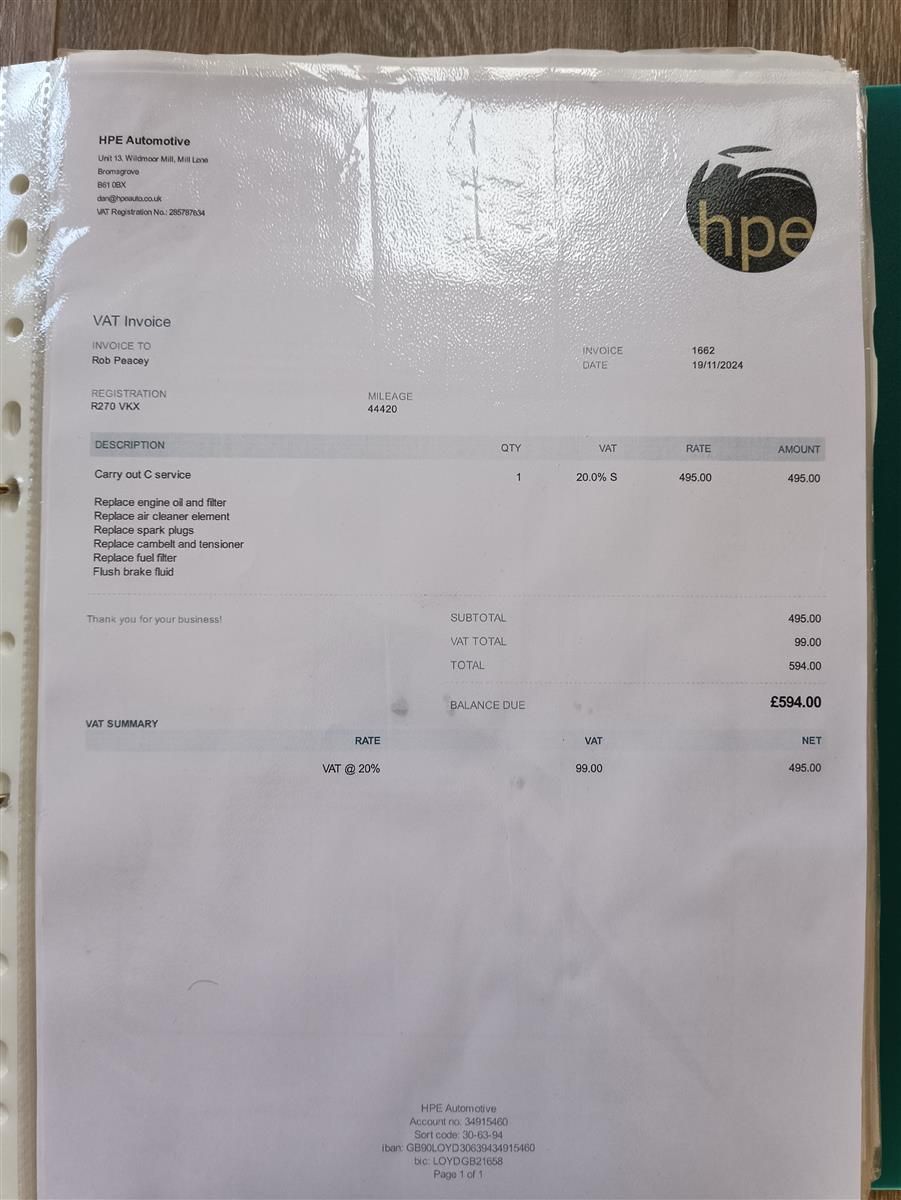 HPE Automotive
Unit 13, Wildmoor Mill, Mill Lane
Bromsgrove
B61 0BX
dan@hpeauto.co.uk
VAT Registration No.: 285787634
hpe
VAT Invoice
INVOICE TO
Rob Peacey
INVOICE 1662
DATE 19/11/2024
REGISTRATION
R270 VKX
MILEAGE
44420
DESCRIPTION QTY VAT RATE AMOUNT
Carry out C service 1 20.0% S 495.00 495.00
Replace engine oil and filter
Replace air cleaner element
Replace spark plugs
Replace cambelt and tensioner
Replace fuel filter
Flush brake fluid
Thank you for your business!
SUBTOTAL 495.00
VAT TOTAL 99.00
TOTAL 594.00
BALANCE DUE £594.00
VAT SUMMARY
RATE VAT NET
VAT @ 20% 99.00 495.00
HPE Automotive
Account no: 34915460
Sort code: 30-63-94
iban: GB90LOYD30639434915460
bic: LOYDGB21658
Page 1 of 1